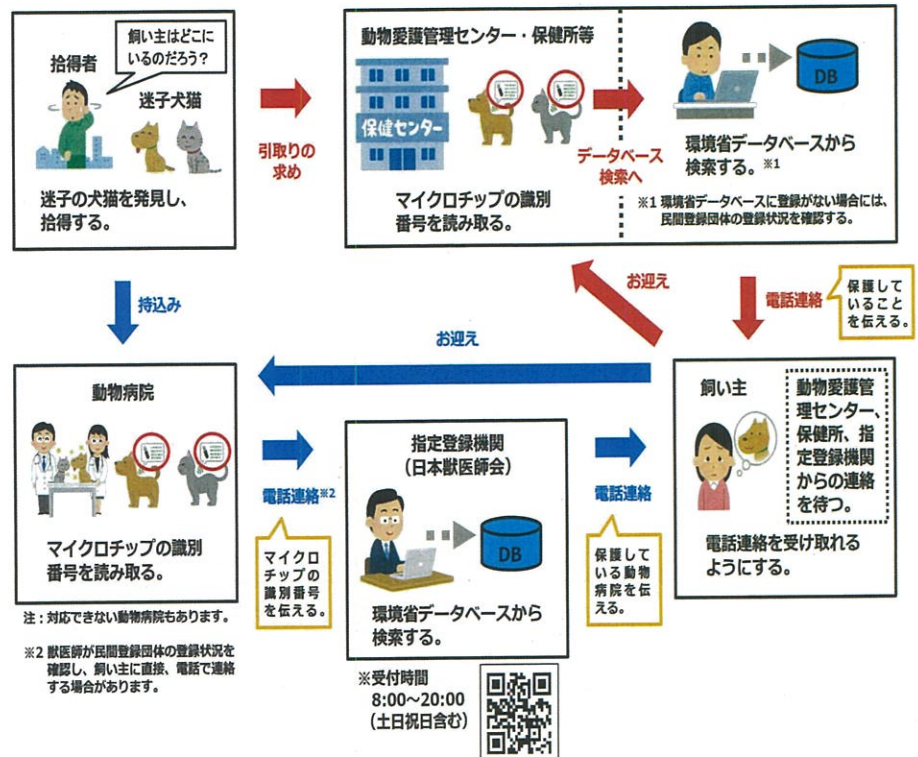 飼い主はどこに
いるのだろう？
拾得者
迷子犬猫
迷子の犬猫を発見し、
拾得する。
引取りの
求め
動物愛護管理センター・保健所等
保健センター
マイクロチップの識別
番号を読み取る。
データベース
検索へ
DB
環境省データベースから
検索する。※1
※1 環境省データベースに登録がない場合には、
民間登録団体の登録状況を確認する。
持込み
お迎え
お迎え
電話連絡
保護して
いること
を伝える。
動物病院
マイクロチップの識別
番号を読み取る。
注：対応できない動物病院もあります。
※2 獣医師が民間登録団体の登録状況を
確認し、飼い主に直接、電話で連絡
する場合があります。
電話連絡※2
マイクロ
チップの
識別番号
を伝える。
指定登録機関
（日本獣医師会）
DB
環境省データベースから
検索する。
※受付時間
8:00～20:00
（土日祝日含む）
電話連絡
保護して
いる動物
病院を伝
える。
飼い主
動物愛護管
理センター、
保健所、指
定登録機関
からの連絡
を待つ。
電話連絡を受け取れる
ようにする。